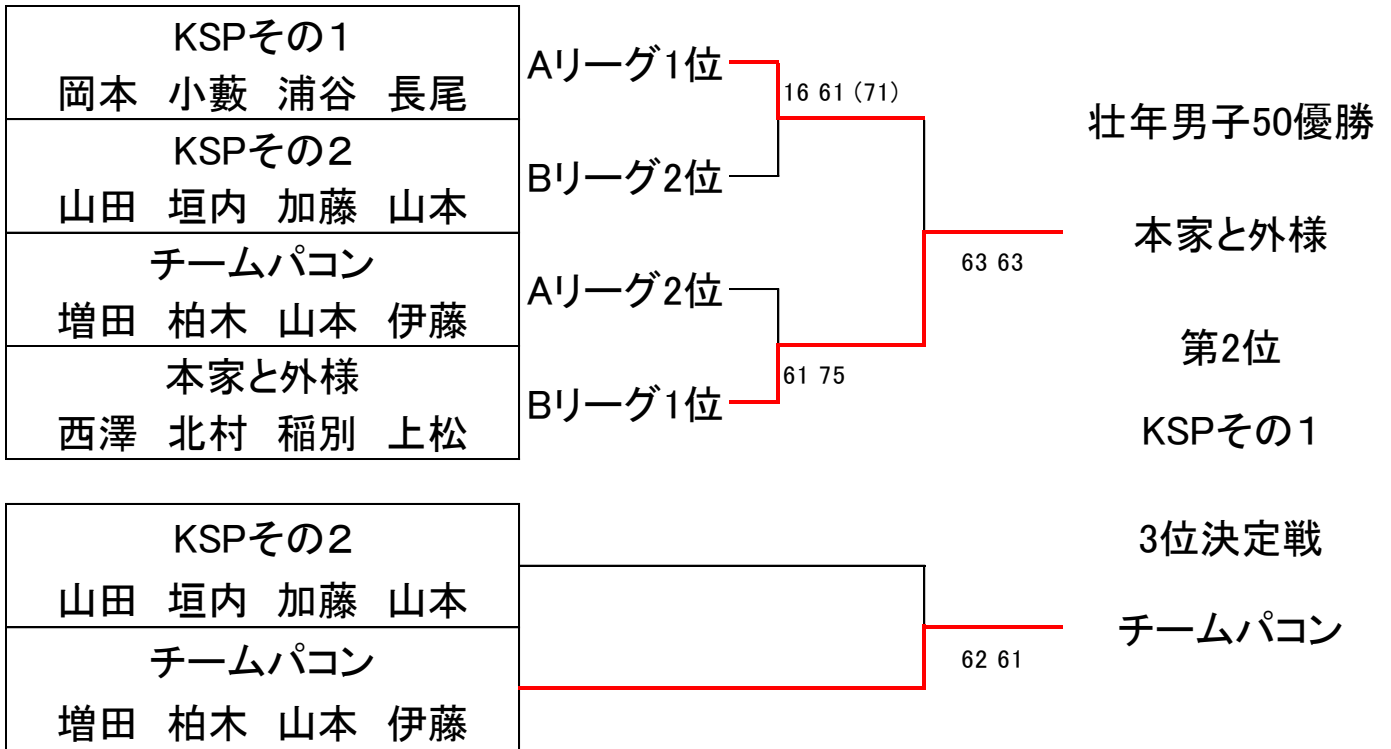 KSPその１
岡本 小藪 浦谷 長尾
KSPその２
山田 垣内 加藤 山本
チームパコン
増田 柏木 山本 伊藤
本家と外様
西澤 北村 稲別 上松
Aリーグ1位
Bリーグ2位
Aリーグ2位
Bリーグ1位
16 61 (71)
61 75
63 63
壮年男子50優勝
本家と外様
第2位
KSPその１
KSPその２
山田 垣内 加藤 山本
チームパコン
増田 柏木 山本 伊藤
62 61
3位決定戦
チームパコン